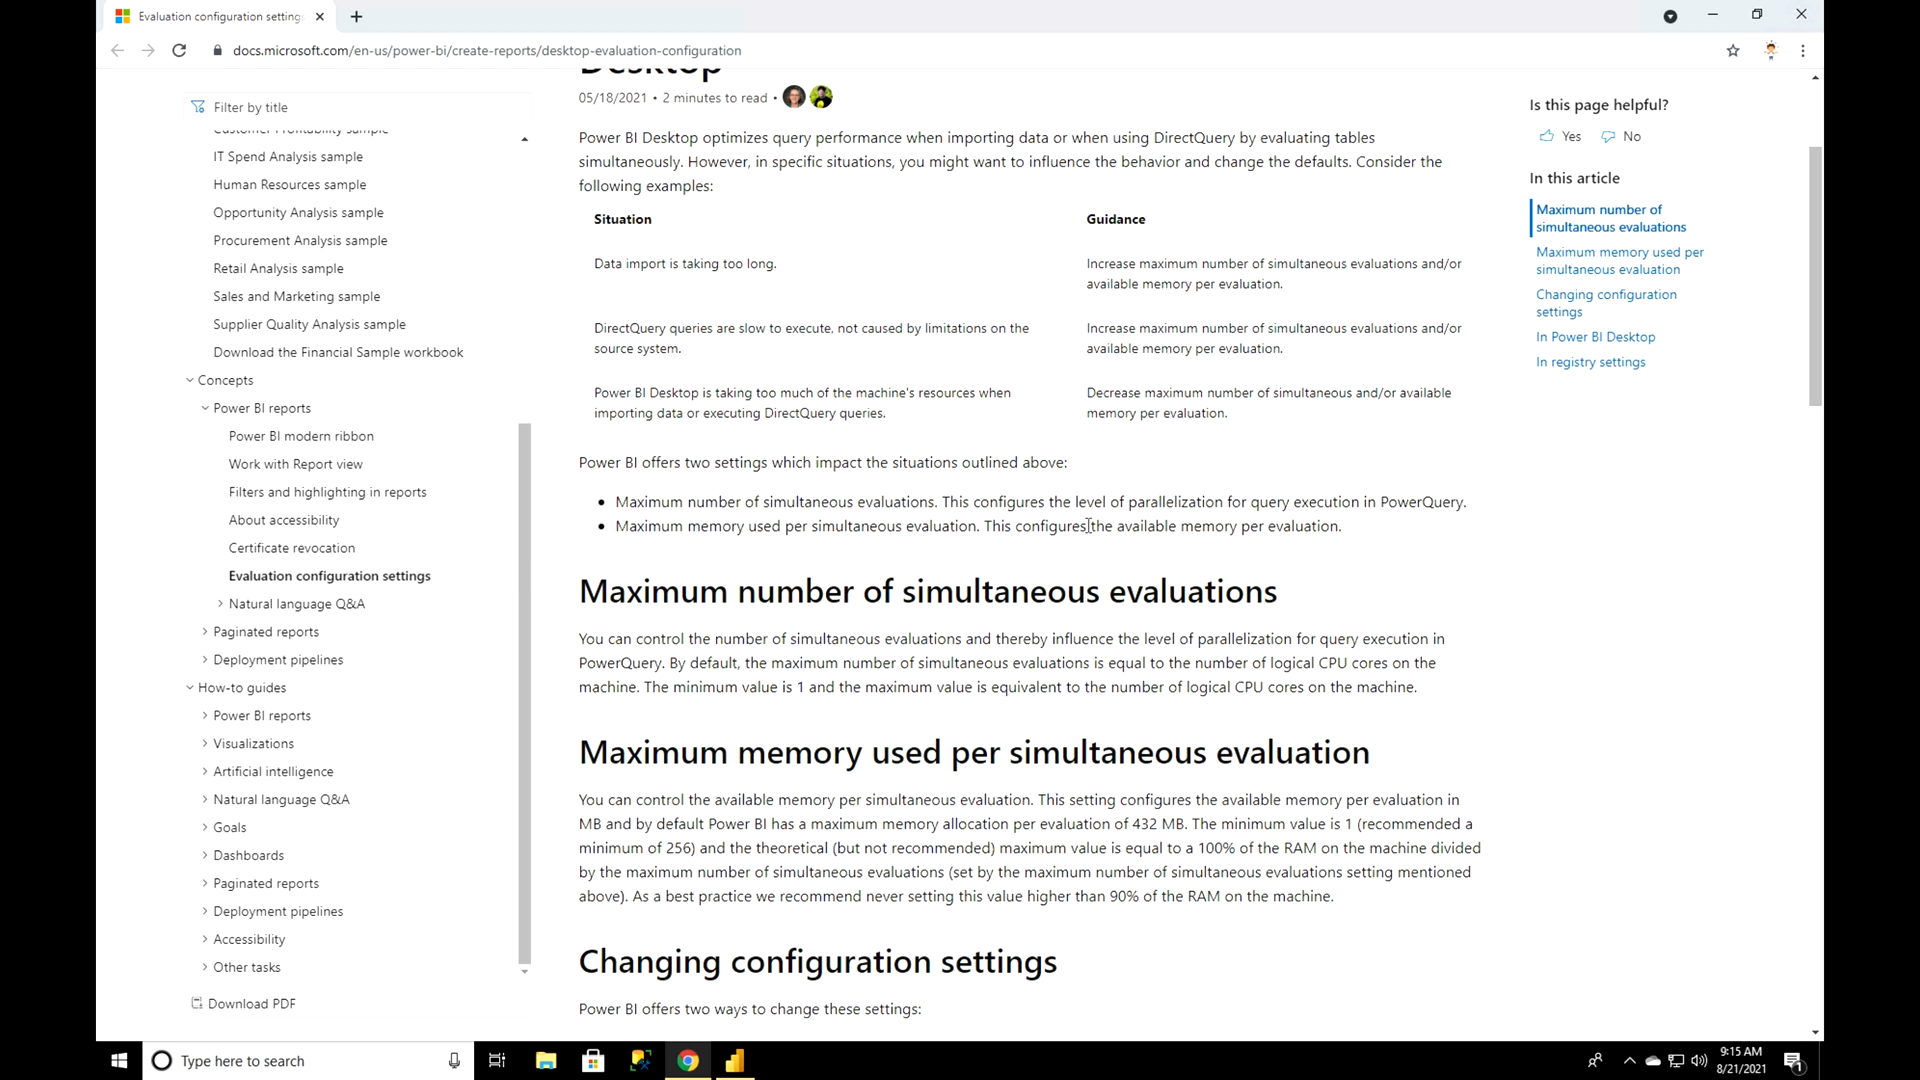 Evaluation configuration setting
docs.microsoft.com/en-us/power-bi/create-reports/desktop-evaluation-configuration
Filter by title
Customer Profitability sample
IT Spend Analysis sample
Human Resources sample
Opportunity Analysis sample
Procurement Analysis sample
Retail Analysis sample
Sales and Marketing sample
Supplier Quality Analysis sample
Download the Financial Sample workbook
Concepts
Power BI reports
Power BI modern ribbon
Work with Report view
Filters and highlighting in reports
About accessibility
Certificate revocation
Evaluation configuration settings
Natural language Q&A
Paginated reports
Deployment pipelines
How-to guides
Power BI reports
Visualizations
Artificial intelligence
Natural language Q&A
Goals
Dashboards
Paginated reports
Deployment pipelines
Accessibility
Other tasks
Download PDF
Desktop
05/18/2021 • 2 minutes to read •
Power BI Desktop optimizes query performance when importing data or when using DirectQuery by evaluating tables
simultaneously. However, in specific situations, you might want to influence the behavior and change the defaults. Consider the
following examples:
Situation Guidance
Data import is taking too long. Increase maximum number of simultaneous evaluations and/or
available memory per evaluation.
DirectQuery queries are slow to execute, not caused by limitations on the Increase maximum number of simultaneous evaluations and/or
source system. available memory per evaluation.
Power BI Desktop is taking too much of the machine's resources when Decrease maximum number of simultaneous and/or available
importing data or executing DirectQuery queries. memory per evaluation.
Power BI offers two settings which impact the situations outlined above:
• Maximum number of simultaneous evaluations. This configures the level of parallelization for query execution in PowerQuery.
• Maximum memory used per simultaneous evaluation. This configures the available memory per evaluation.
Maximum number of simultaneous evaluations
You can control the number of simultaneous evaluations and thereby influence the level of parallelization for query execution in
PowerQuery. By default, the maximum number of simultaneous evaluations is equal to the number of logical CPU cores on the
machine. The minimum value is 1 and the maximum value is equivalent to the number of logical CPU cores on the machine.
Maximum memory used per simultaneous evaluation
You can control the available memory per simultaneous evaluation. This setting configures the available memory per evaluation in
MB and by default Power BI has a maximum memory allocation per evaluation of 432 MB. The minimum value is 1 (recommended a
minimum of 256) and the theoretical (but not recommended) maximum value is equal to a 100% of the RAM on the machine divided
by the maximum number of simultaneous evaluations (set by the maximum number of simultaneous evaluations setting mentioned
above). As a best practice we recommend never setting this value higher than 90% of the RAM on the machine.
Changing configuration settings
Power BI offers two ways to change these settings:
Is this page helpful?
Yes No
In this article
Maximum number of
simultaneous evaluations
Maximum memory used per
simultaneous evaluation
Changing configuration
settings
In Power BI Desktop
In registry settings
Type here to search
9:15 AM
8/21/2021
1